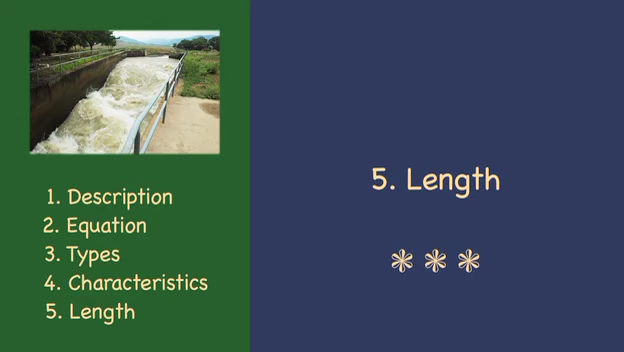 1. Description
2. Equation
3. Types
4. Characteristics
5. Length
5. Length